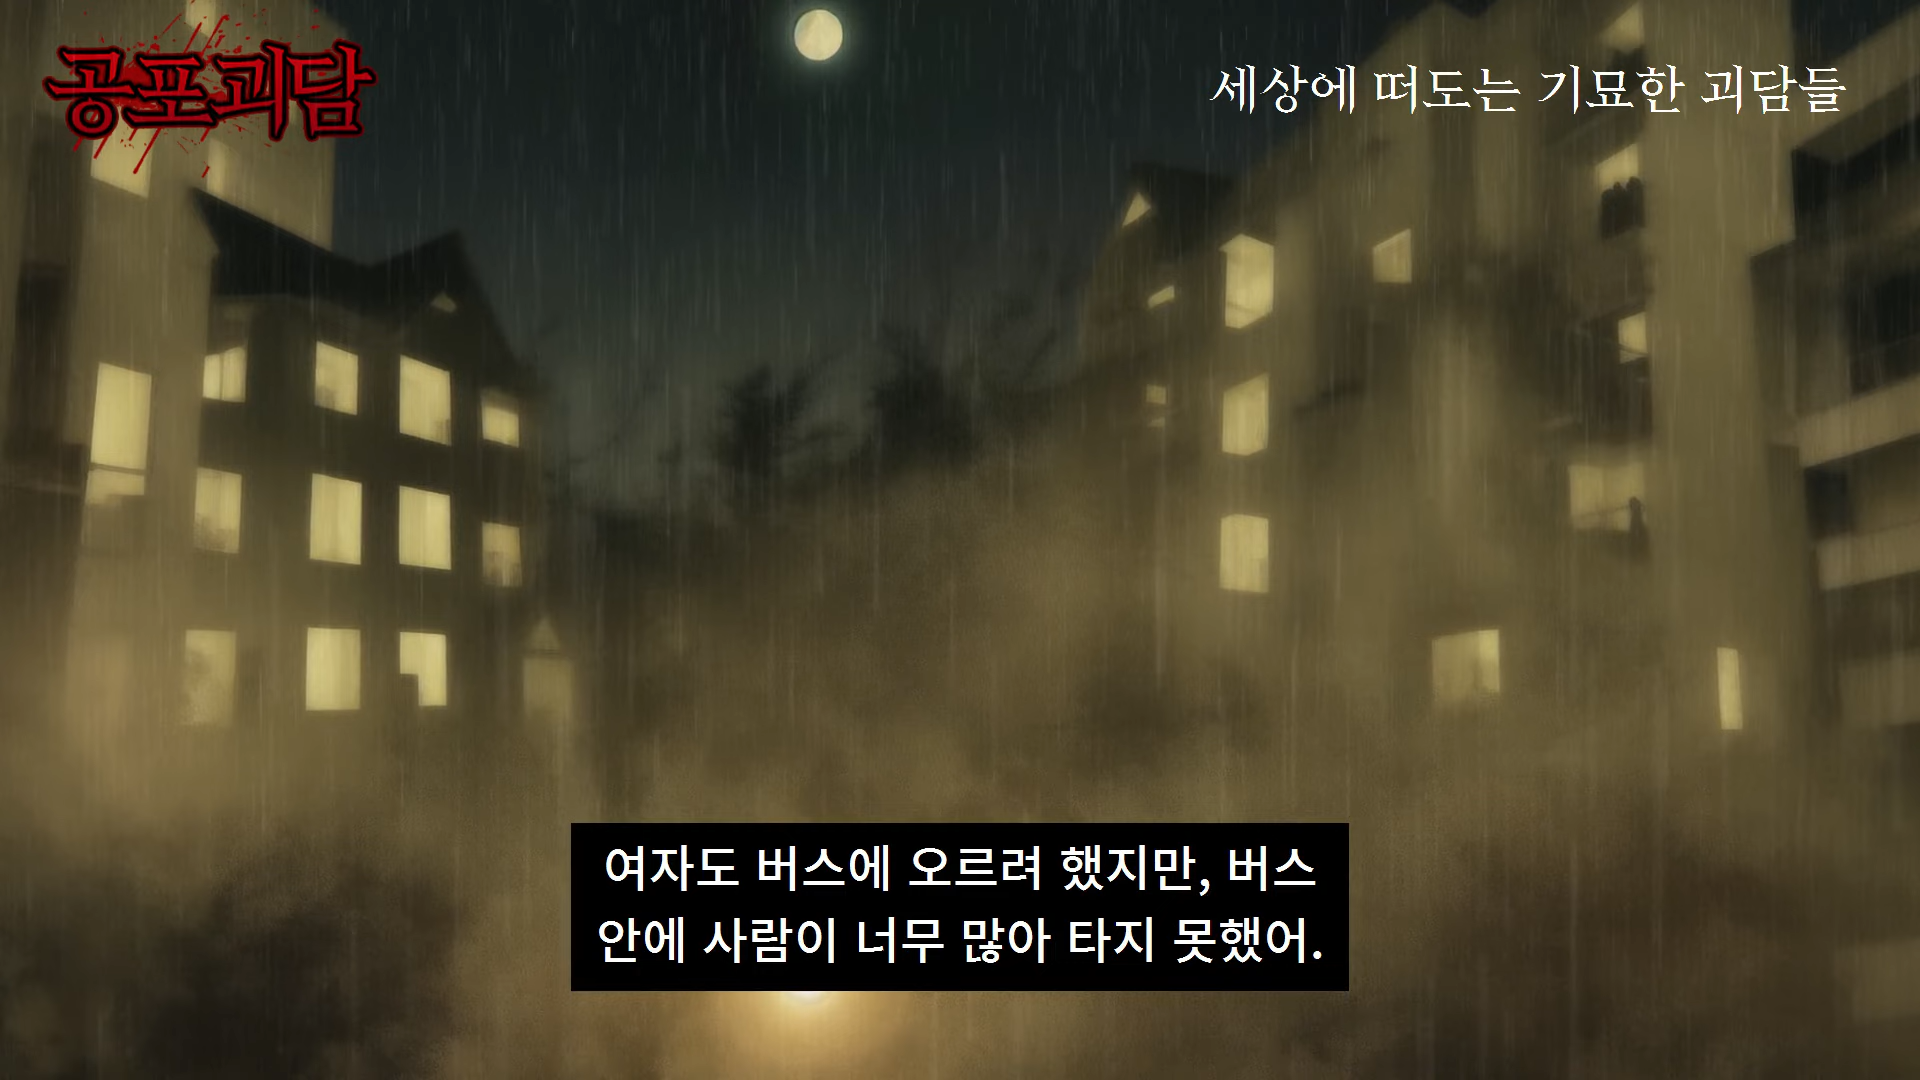 공포괴담
세상에 떠도는 기묘한 괴담들
여자도 버스에 오르려 했지만, 버스
안에 사람이 너무 많아 타지 못했어.